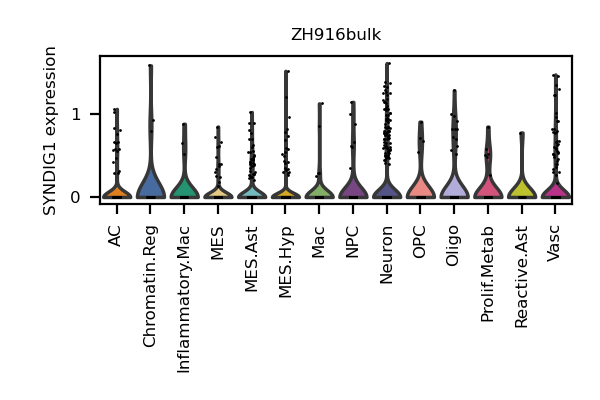 ZH916bulk
SYNDIG1 expression
1
0
AC
Chromatin.Reg
Inflammatory.Mac
MES
MES.Ast
MES.Hyp
Mac
NPC
Neuron
OPC
Oligo
Prolif.Metab
Reactive.Ast
Vasc